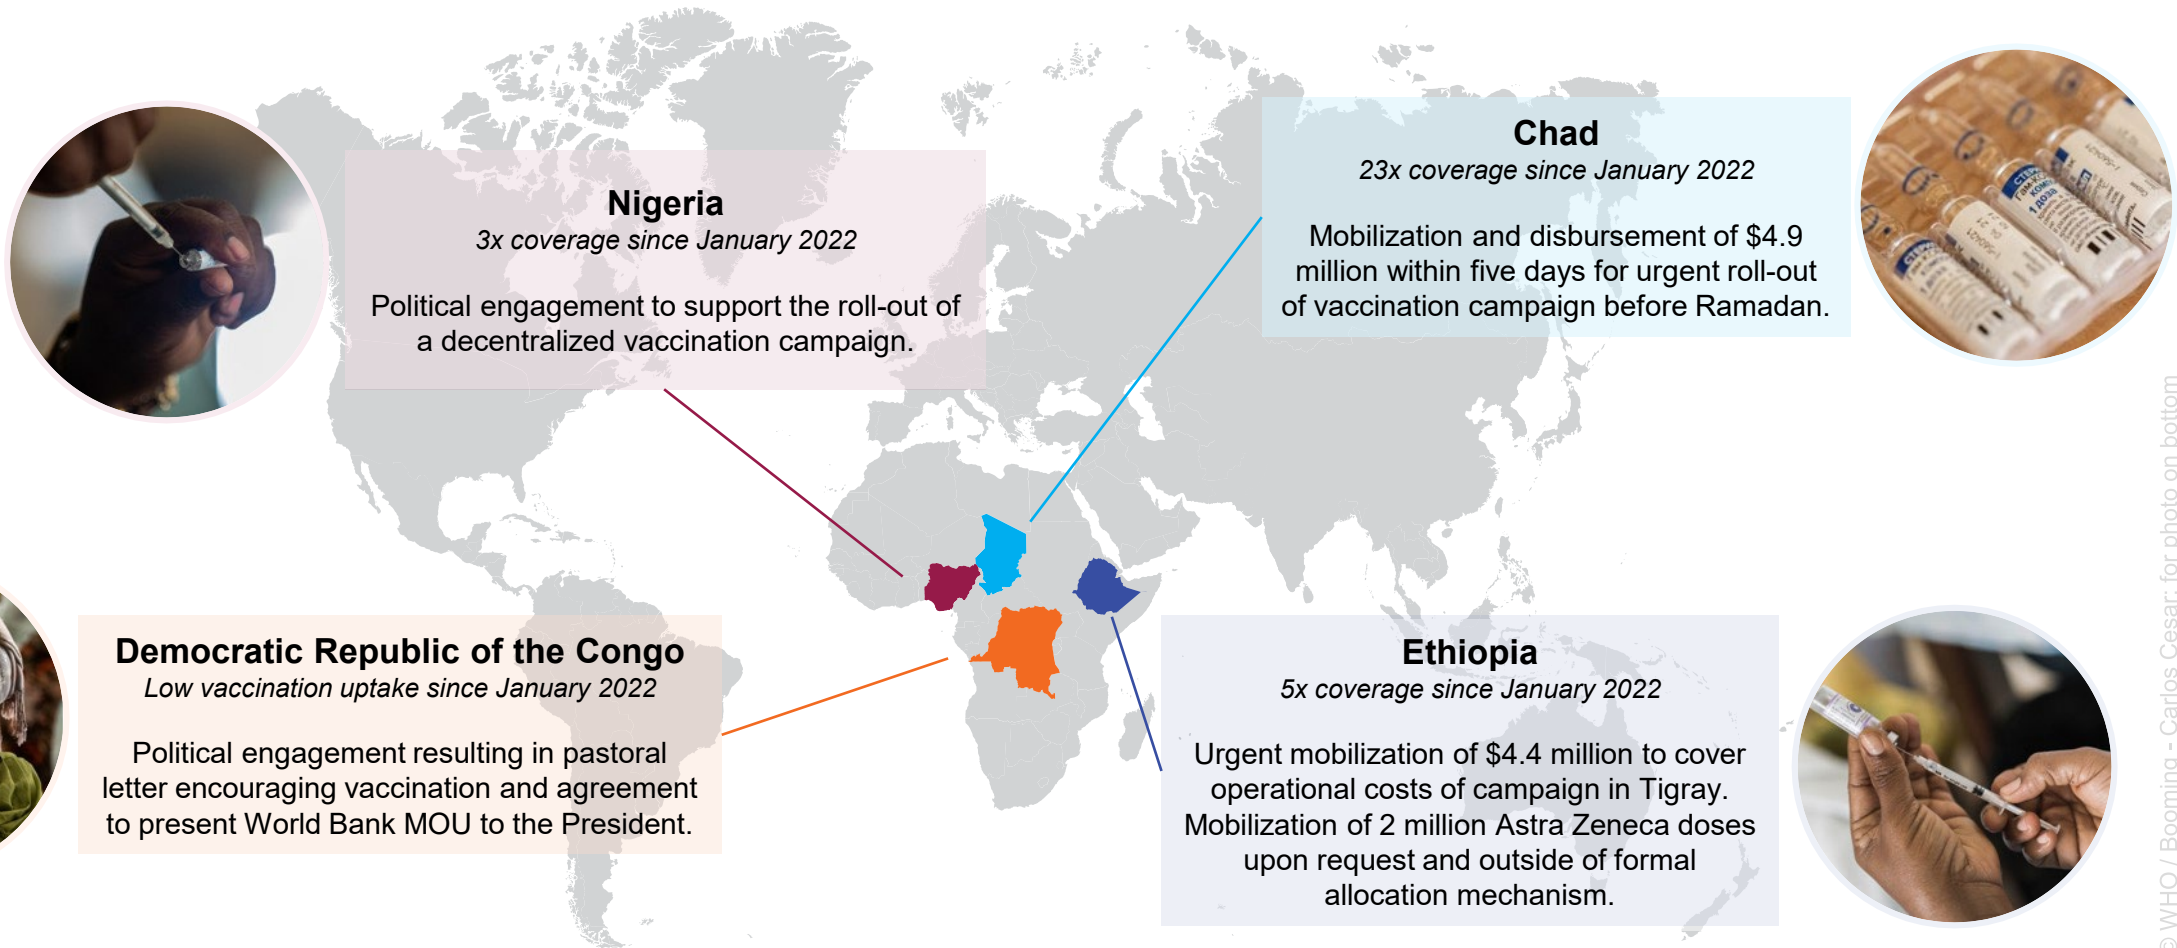 Nigeria
3x coverage since January 2022
Political engagement to support the roll-out of
a decentralized vaccination campaign.
Chad
23x coverage since January 2022
Mobilization and disbursement of $4.9
million within five days for urgent roll-out
of vaccination campaign before Ramadan.
Democratic Republic of the Congo
Low vaccination uptake since January 2022
Political engagement resulting in pastoral
letter encouraging vaccination and agreement
to present World Bank MOU to the President.
Ethiopia
5x coverage since January 2022
Urgent mobilization of $4.4 million to cover
operational costs of campaign in Tigray.
Mobilization of 2 million Astra Zeneca doses
upon request and outside of formal
allocation mechanism.
© WHO / Booming - Carlos Cesar: for photo on bottom
1 доза